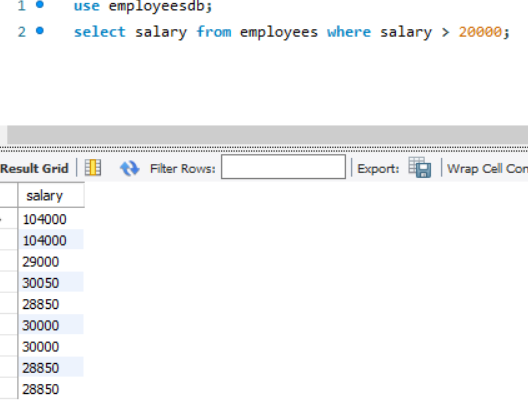 1 use employeesdb;
2 select salary from employees where salary > 20000;
Result Grid Filter Rows: Export: Wrap Cell Con
salary
104000
104000
29000
30050
28850
30000
30000
28850
28850